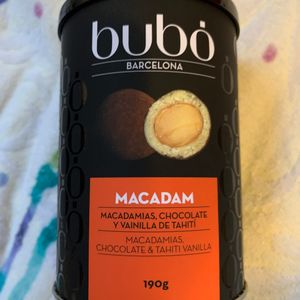 bubó
BARCELONA
MACADAM
MACADAMIAS, CHOCOLATE
Y VAINILLA DE TAHITÍ
MACADAMIAS,
CHOCOLATE & TAHITI VANILLA
190g